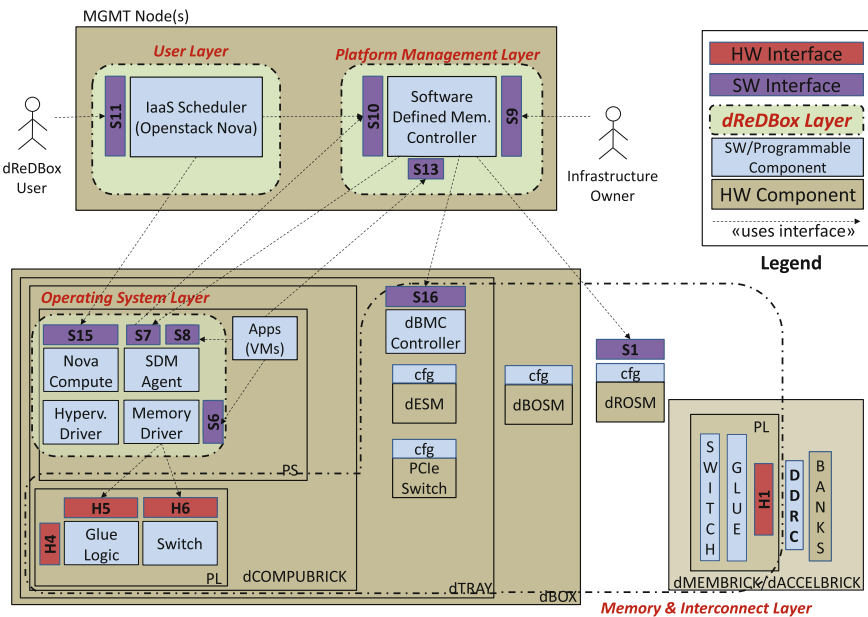 MGMT Node(s)
User Layer
Platform Management Layer
S11
IaaS Scheduler
(Openstack Nova)
S10
Software
Defined Mem.
Controller
S9
S13
dReDBox
User
Infrastructure
Owner
HW Interface
SW Interface
dReDBox Layer
SW/Programmable
Component
HW Component
«uses interface»
Legend
Operating System Layer
S15
S7
S8
Apps
(VMs)
Nova
Compute
SDM
Agent
Hyperv.
Driver
Memory
Driver
S6
PS
H5
H6
H4
Glue
Logic
Switch
PL
dCOMPUBRICK
dTRAY
dBOX
S16
dBMC
Controller
cfg
dESM
cfg
PCIe
Switch
cfg
dBOSM
S1
cfg
dROSM
PL
SWITCH
GLUE
H1
DDRC
BANKS
dMEMBRICK/dACCELBRICK
Memory & Interconnect Layer